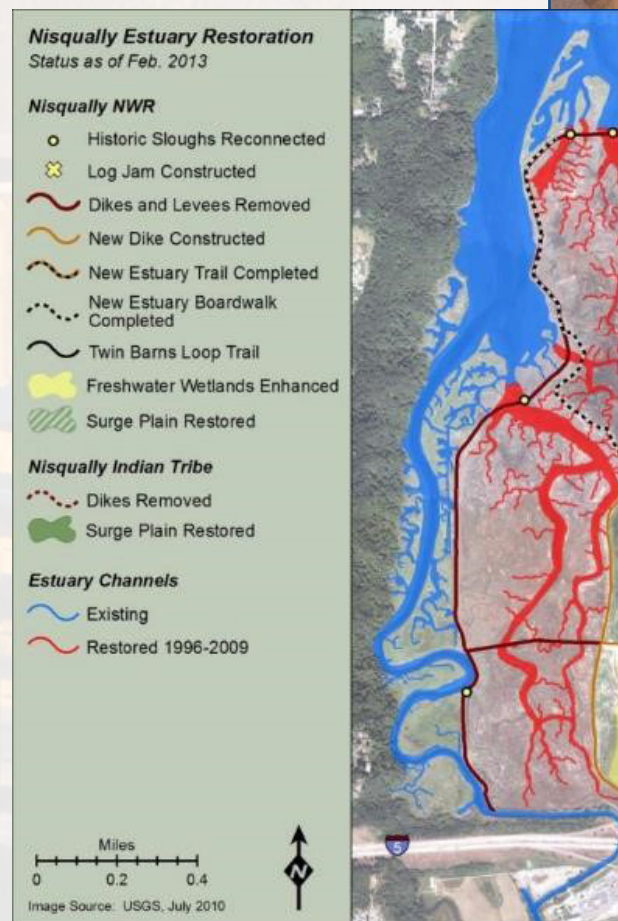 Nisqually Estuary Restoration
Status as of Feb. 2013
Nisqually NWR
Historic Sloughs Reconnected
Log Jam Constructed
Dikes and Levees Removed
New Dike Constructed
New Estuary Trail Completed
New Estuary Boardwalk
Completed
Twin Barns Loop Trail
Freshwater Wetlands Enhanced
Surge Plain Restored
Nisqually Indian Tribe
Dikes Removed
Surge Plain Restored
Estuary Channels
Existing
Restored 1996-2009
Miles
0 0.2 0.4
N
Image Source: USGS, July 2010
5